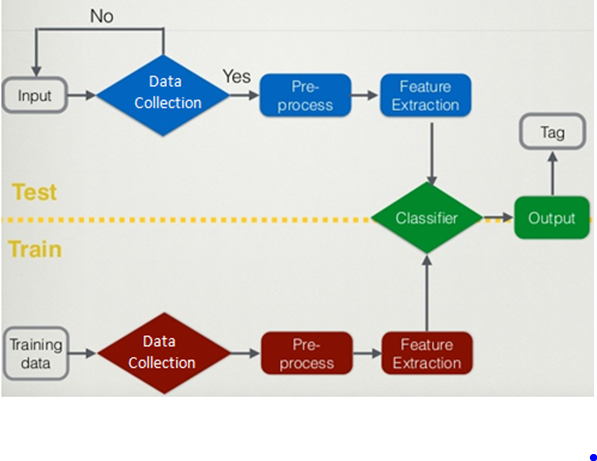 No
Input
Data
Collection
Yes
Pre-
process
Feature
Extraction
Tag
Test
Classifier
Output
Train
Training
data
Data
Collection
Pre-
process
Feature
Extraction